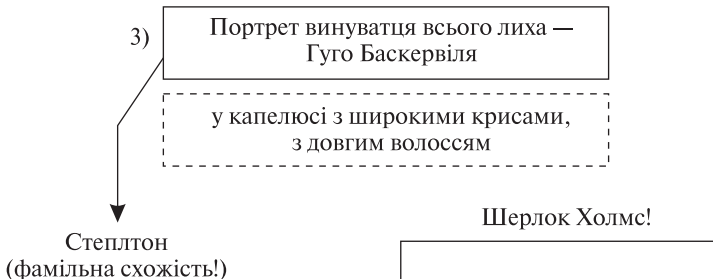 3) Портрет винуватця всього лиха —
Гуго Баскервіля
у капелюсі з широкими крисами,
з довгим волоссям
Шерлок Холмс!
Степлтон
(фамільна схожість!)